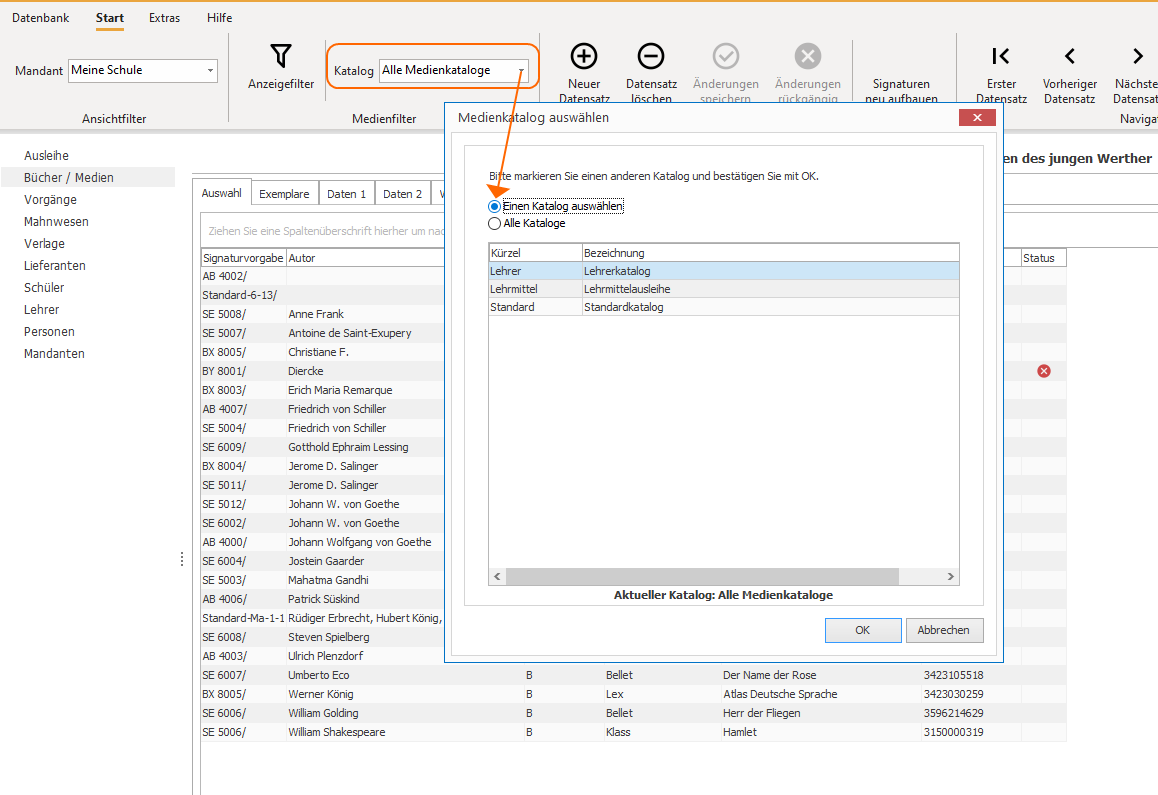 Datenbank Start Extras Hilfe
Mandant Meine Schule
Anzeigefilter
Katalog Alle Medienkataloge
Neuer
Datensatz
Datensatz
löschen
Änderungen
speichern
Änderungen
rückgängig
Signaturen
neu aufbauen
Erster
Datensatz
Vorheriger
Datensatz
Nächste
Datensa
Ansichtfilter
Medienfilter
Navigat
Ausleihe
Bücher / Medien
Vorgänge
Mahnwesen
Verlage
Lieferanten
Schüler
Lehrer
Personen
Mandanten
en des jungen Werther
Auswahl Exemplare Daten 1 Daten 2
Ziehen Sie eine Spaltenüberschrift hierher um nac
Signaturvorgabe Autor Status
AB 4002/
Standard-6-13/
SE 5008/ Anne Frank
SE 5007/ Antoine de Saint-Exupery
BX 8005/ Christiane F.
BY 8001/ Diercke
BX 8003/ Erich Maria Remarque
AB 4007/ Friedrich von Schiller
SE 5004/ Friedrich von Schiller
SE 6009/ Gotthold Ephraim Lessing
BX 8004/ Jerome D. Salinger
SE 5011/ Jerome D. Salinger
SE 5012/ Johann W. von Goethe
SE 6002/ Johann W. von Goethe
AB 4000/ Johann Wolfgang von Goethe
SE 6004/ Jostein Gaarder
SE 5003/ Mahatma Gandhi
AB 4006/ Patrick Süskind
Standard-Ma-1-1 Rüdiger Erbrecht, Hubert König,
SE 6008/ Steven Spielberg
AB 4003/ Ulrich Plenzdorf
SE 6007/ Umberto Eco B Bellet Der Name der Rose 3423105518
BX 8005/ Werner König B Lex Atlas Deutsche Sprache 3423030259
SE 6006/ William Golding B Bellet Herr der Fliegen 3596214629
SE 5006/ William Shakespeare B Klass Hamlet 3150000319
Medienkatalog auswählen
Bitte markieren Sie einen anderen Katalog und bestätigen Sie mit OK.
Einen Katalog auswählen
Alle Kataloge
Kürzel Bezeichnung
Lehrer Lehrerkatalog
Lehrmittel Lehrmittelausleihe
Standard Standardkatalog
Aktueller Katalog: Alle Medienkataloge
OK Abbrechen